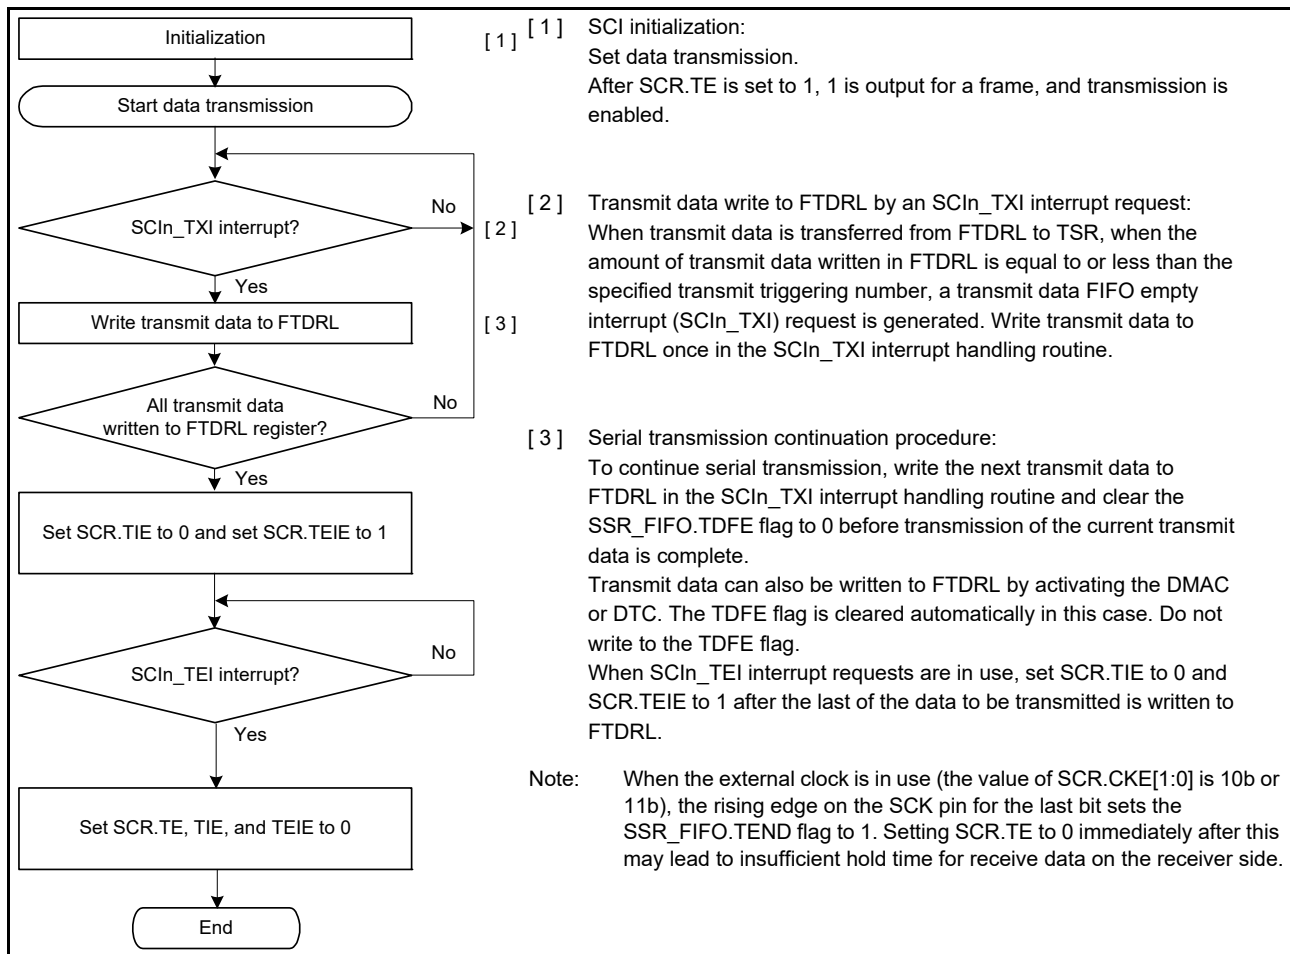 Initialization
[ 1 ]
Start data transmission
SCIn_TXI interrupt?
No
[ 2 ]
Yes
Write transmit data to FTDRL
[ 3 ]
All transmit data
written to FTDRL register?
No
Yes
Set SCR.TIE to 0 and set SCR.TEIE to 1
SCIn_TEI interrupt?
No
Yes
Set SCR.TE, TIE, and TEIE to 0
End
[ 1 ] SCI initialization:
Set data transmission.
After SCR.TE is set to 1, 1 is output for a frame, and transmission is
enabled.
[ 2 ] Transmit data write to FTDRL by an SCIn_TXI interrupt request:
When transmit data is transferred from FTDRL to TSR, when the
amount of transmit data written in FTDRL is equal to or less than the
specified transmit triggering number, a transmit data FIFO empty
interrupt (SCIn_TXI) request is generated. Write transmit data to
FTDRL once in the SCIn_TXI interrupt handling routine.
[ 3 ] Serial transmission continuation procedure:
To continue serial transmission, write the next transmit data to
FTDRL in the SCIn_TXI interrupt handling routine and clear the
SSR_FIFO.TDFE flag to 0 before transmission of the current transmit
data is complete.
Transmit data can also be written to FTDRL by activating the DMAC
or DTC. The TDFE flag is cleared automatically in this case. Do not
write to the TDFE flag.
When SCIn_TEI interrupt requests are in use, set SCR.TIE to 0 and
SCR.TEIE to 1 after the last of the data to be transmitted is written to
FTDRL.
Note: When the external clock is in use (the value of SCR.CKE[1:0] is 10b or
11b), the rising edge on the SCK pin for the last bit sets the
SSR_FIFO.TEND flag to 1. Setting SCR.TE to 0 immediately after this
may lead to insufficient hold time for receive data on the receiver side.